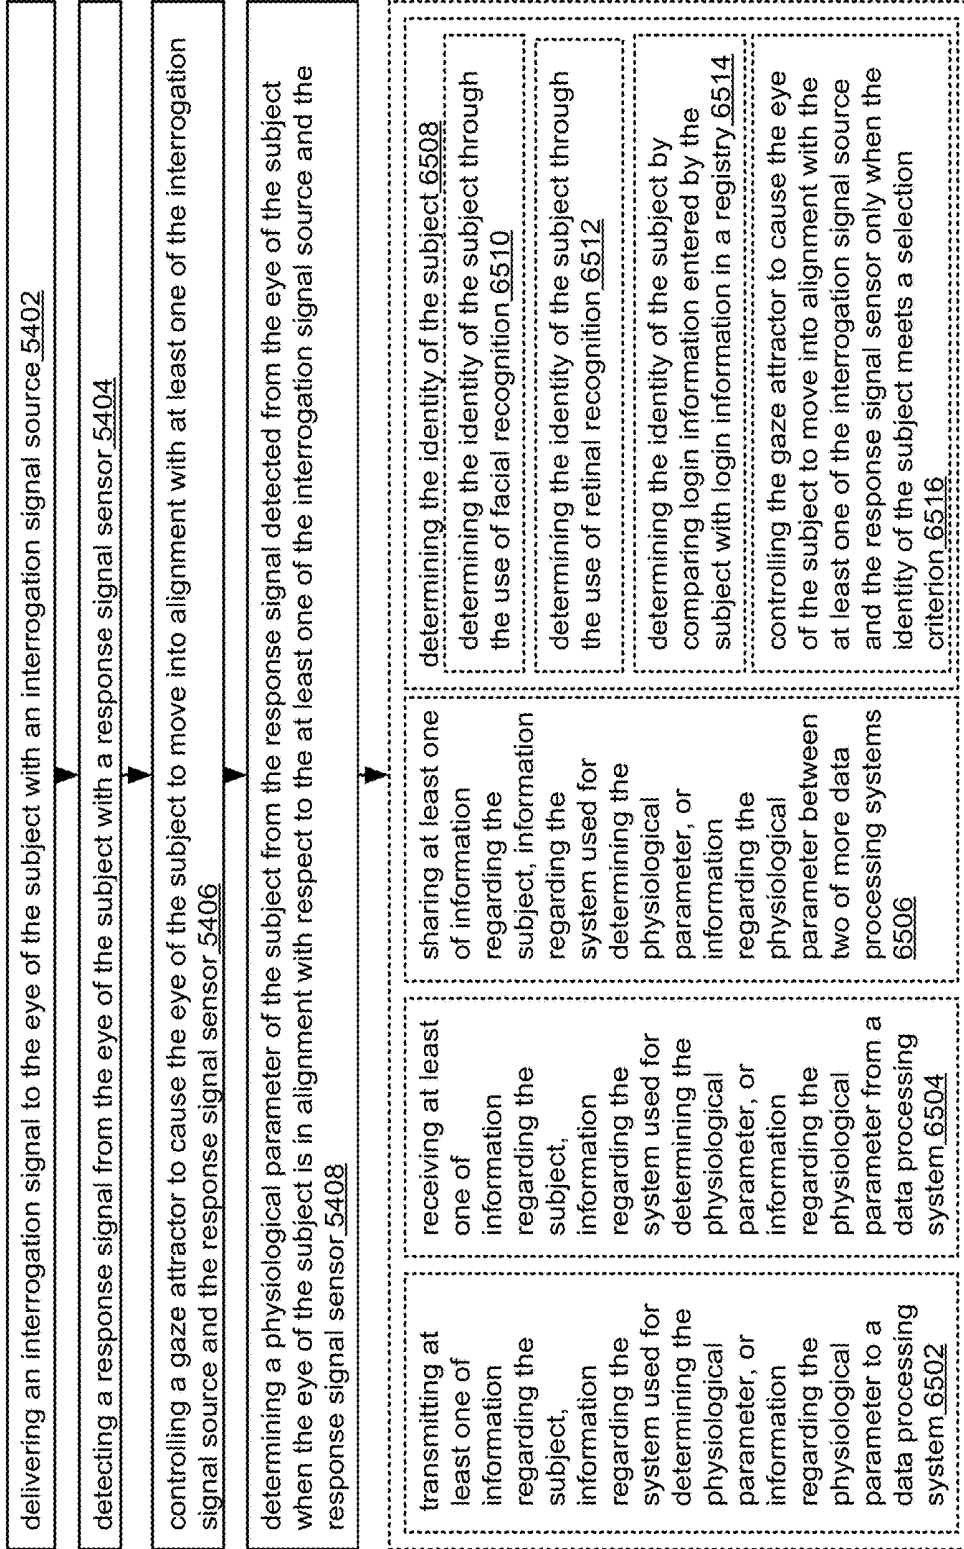 delivering an interrogation signal to the eye of the subject with an interrogation signal source 5402
detecting a response signal from the eye of the subject with a response signal sensor 5404
controlling a gaze attractor to cause the eye of the subject to move into alignment with at least one of the interrogation
signal source and the response signal sensor 5406
determining a physiological parameter of the subject from the response signal detected from the eye of the subject
when the eye of the subject is in alignment with respect to the at least one of the interrogation signal source and the
response signal sensor 5408
transmitting at
least one of
information
regarding the
subject,
information
regarding the
system used for
determining the
physiological
parameter, or
information
regarding the
physiological
parameter to a
data processing
system 6502
receiving at least
one of
information
regarding the
subject,
information
regarding the
system used for
determining the
physiological
parameter, or
information
regarding the
physiological
parameter from a
data processing
system 6504
sharing at least one
of information
regarding the
subject, information
regarding the
system used for
determining the
physiological
parameter, or
information
regarding the
physiological
parameter between
two of more data
processing systems
6506
determining the identity of the subject 6508
determining the identity of the subject through
the use of facial recognition 6510
determining the identity of the subject through
the use of retinal recognition 6512
determining the identity of the subject by
comparing login information entered by the
subject with login information in a registry 6514
controlling the gaze attractor to cause the eye
of the subject to move into alignment with the
at least one of the interrogation signal source
and the response signal sensor only when the
identity of the subject meets a selection
criterion 6516